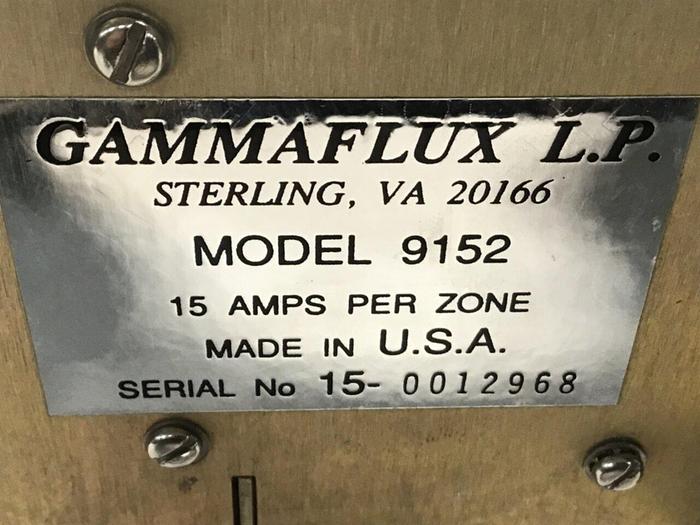 GAMMAFLUX L.P.
STERLING, VA 20166
MODEL 9152
15 AMPS PER ZONE
MADE IN U.S.A.
SERIAL No 15- 0012968